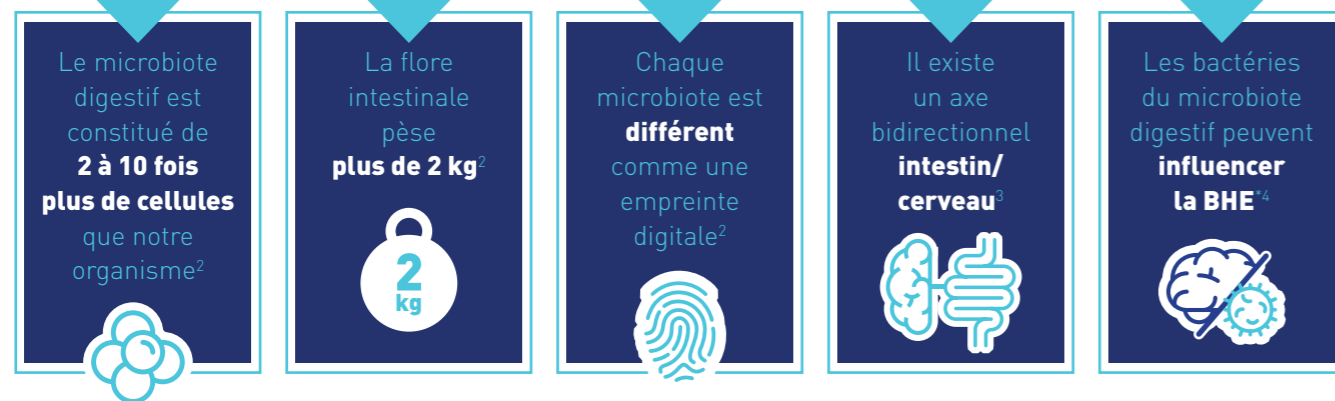 Le microbiote
digestif est
constitué de
2 à 10 fois
plus de cellules
que notre
organisme²
La flore
intestinale
pèse
plus de 2 kg²
2
kg
Chaque
microbiote est
différent
comme une
empreinte
digitale²
Il existe
un axe
bidirectionnel
intestin/
cerveau³
Les bactéries
du microbiote
digestif peuvent
influencer
la BHE*⁴